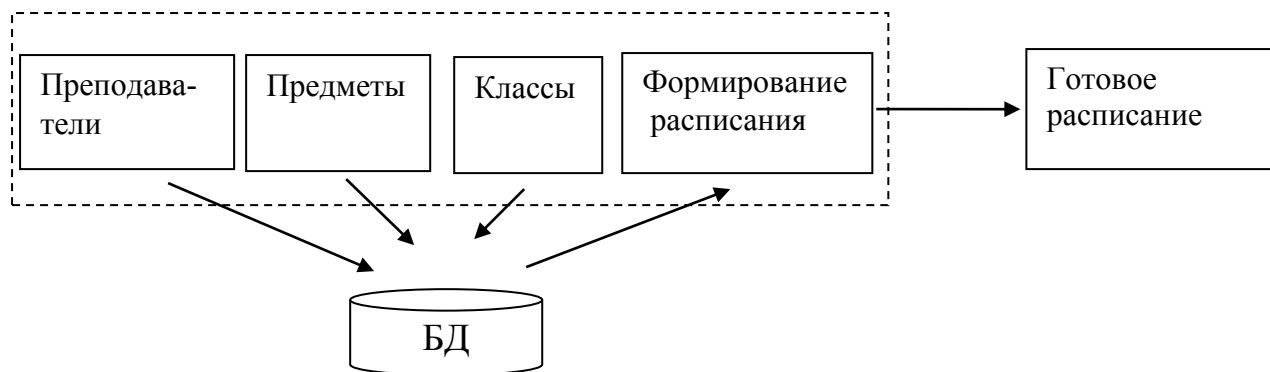 Преподава-
тели
Предметы
Классы
Формирование
расписания
Готовое
расписание
БД